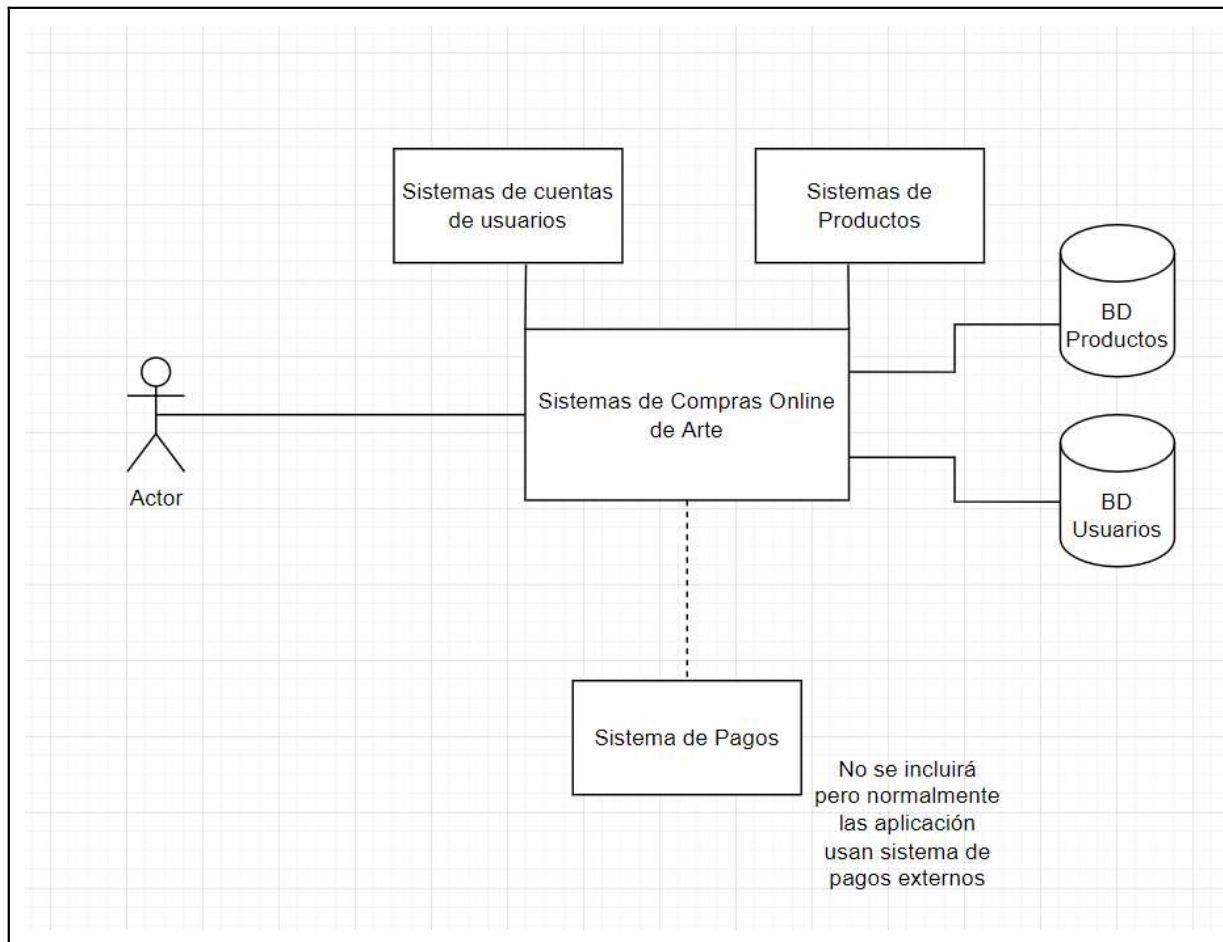 Sistemas de cuentas
de usuarios
Sistemas de
Productos
BD
Productos
Sistemas de Compras Online
de Arte
Actor
BD
Usuarios
Sistema de Pagos
No se incluirá
pero normalmente
las aplicación
usan sistema de
pagos externos